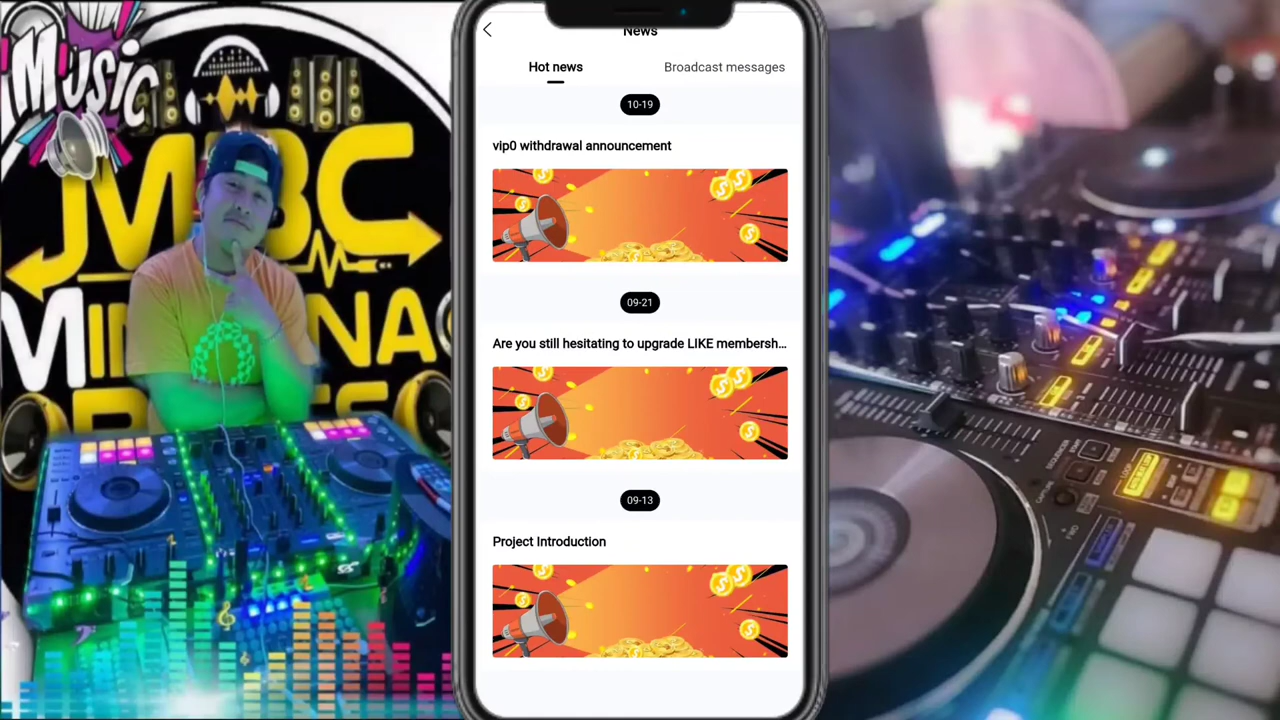 MUSIC
JMBC
News
Hot news
Broadcast messages
10-19
vip0 withdrawal announcement
09-21
Are you still hesitating to upgrade LIKE membersh...
09-13
Project Introduction